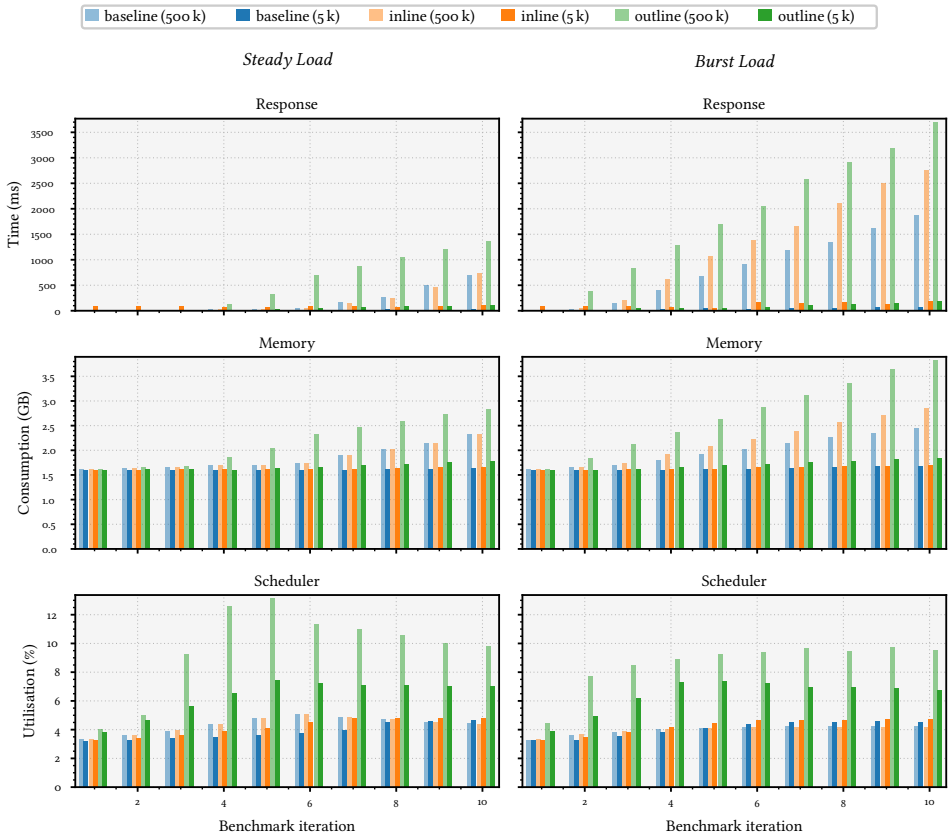 baseline (500 k) baseline (5 k) inline (500 k) inline (5 k) outline (500 k) outline (5 k)
Steady Load Burst Load
Response Response
Time (ms)
3500
3000
2500
2000
1500
1000
500
0
Memory Memory
Consumption (GB)
3.5
3.0
2.5
2.0
1.5
1.0
0.5
0.0
Scheduler Scheduler
Utilisation (%)
12
10
8
6
4
2
0
2 4 6 8 10 2 4 6 8 10
Benchmark iteration Benchmark iteration